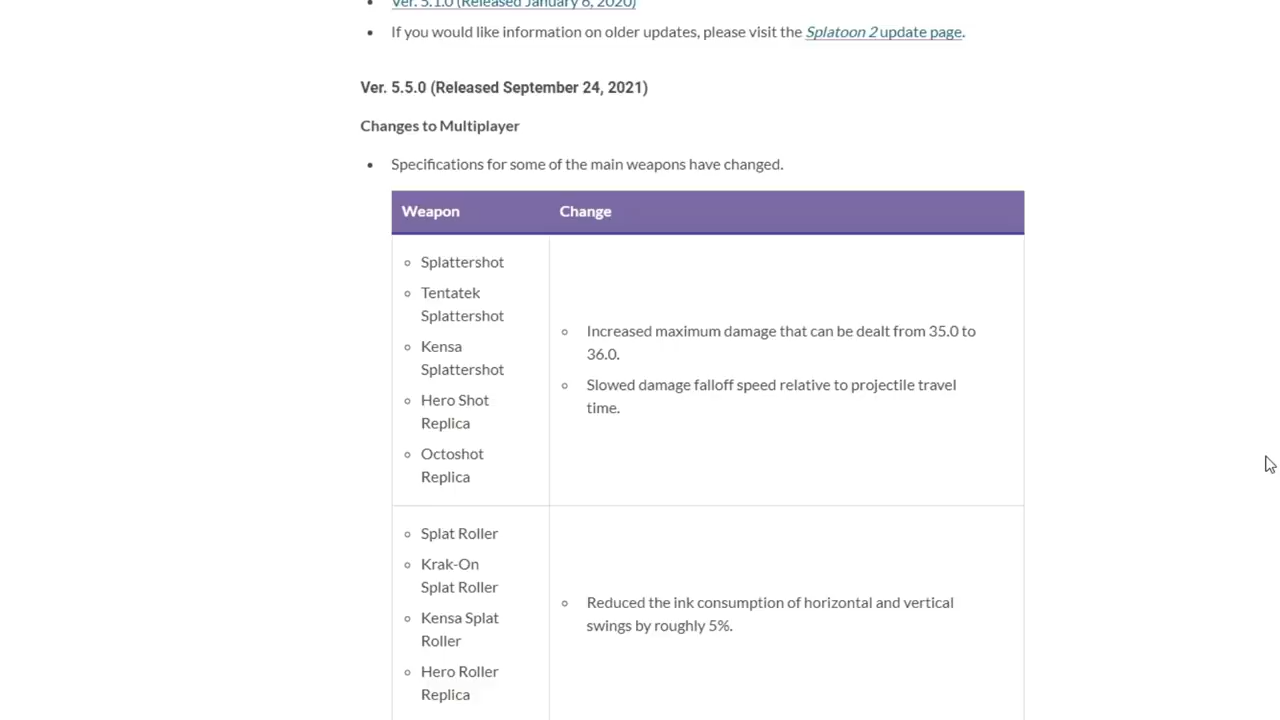 Ver. 5.1.0 (Released January 6, 2020)
If you would like information on older updates, please visit the Splatoon 2 update page.
Ver. 5.5.0 (Released September 24, 2021)
Changes to Multiplayer
Specifications for some of the main weapons have changed.
Weapon Change
Splattershot
Tentatek
Splattershot
Kensa
Splattershot
Hero Shot
Replica
Octoshot
Replica
Increased maximum damage that can be dealt from 35.0 to
36.0.
Slowed damage falloff speed relative to projectile travel
time.
Splat Roller
Krak-On
Splat Roller
Kensa Splat
Roller
Hero Roller
Replica
Reduced the ink consumption of horizontal and vertical
swings by roughly 5%.